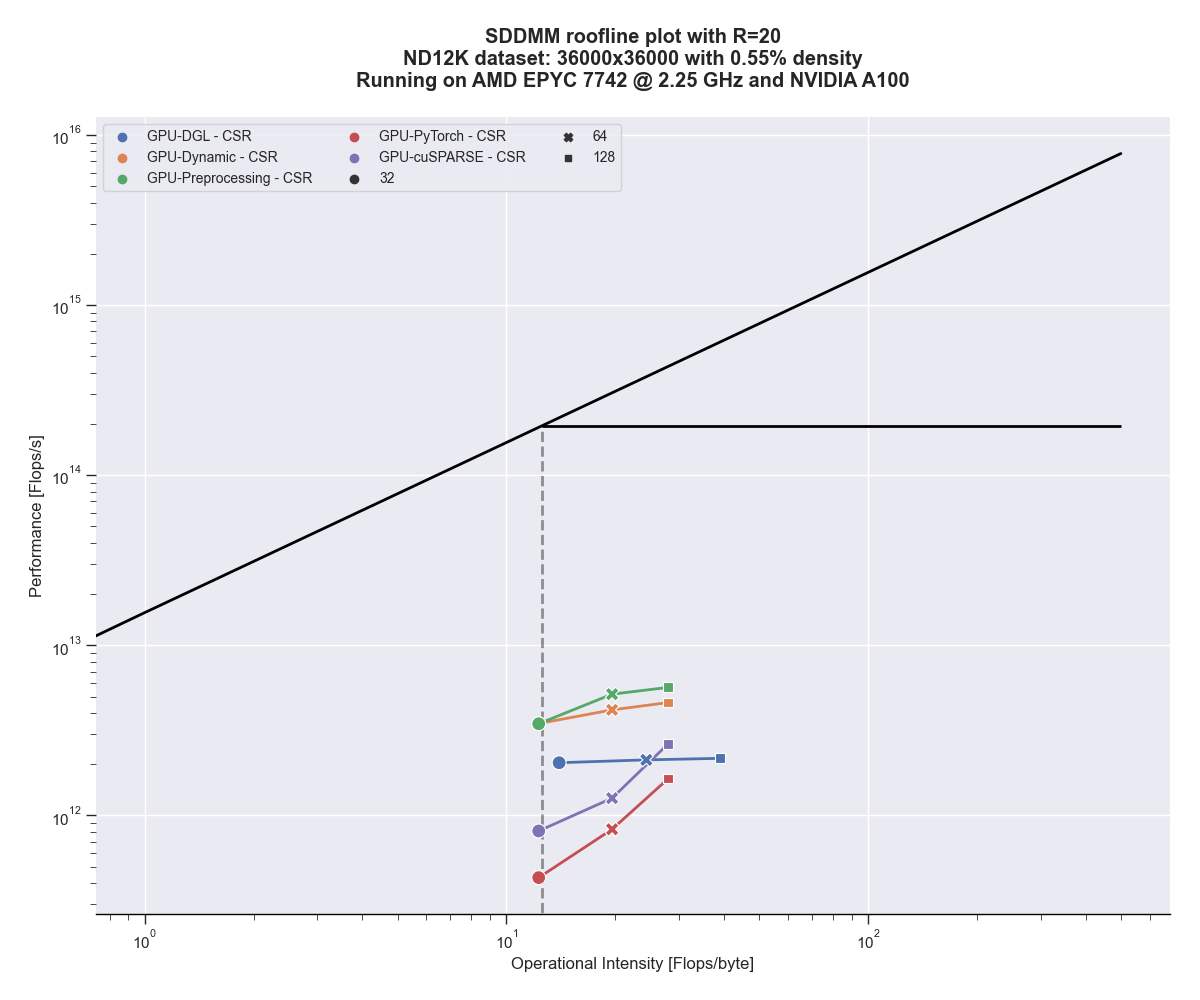 SDDMM roofline plot with R=20
ND12K dataset: 36000x36000 with 0.55% density
Running on AMD EPYC 7742 @ 2.25 GHz and NVIDIA A100
GPU-DGL - CSR
GPU-Dynamic - CSR
GPU-Preprocessing - CSR
GPU-PyTorch - CSR
GPU-cuSPARSE - CSR
32
64
128
Performance [Flops/s]
10^16
10^15
10^14
10^13
10^12
10^0
10^1
10^2
Operational Intensity [Flops/byte]